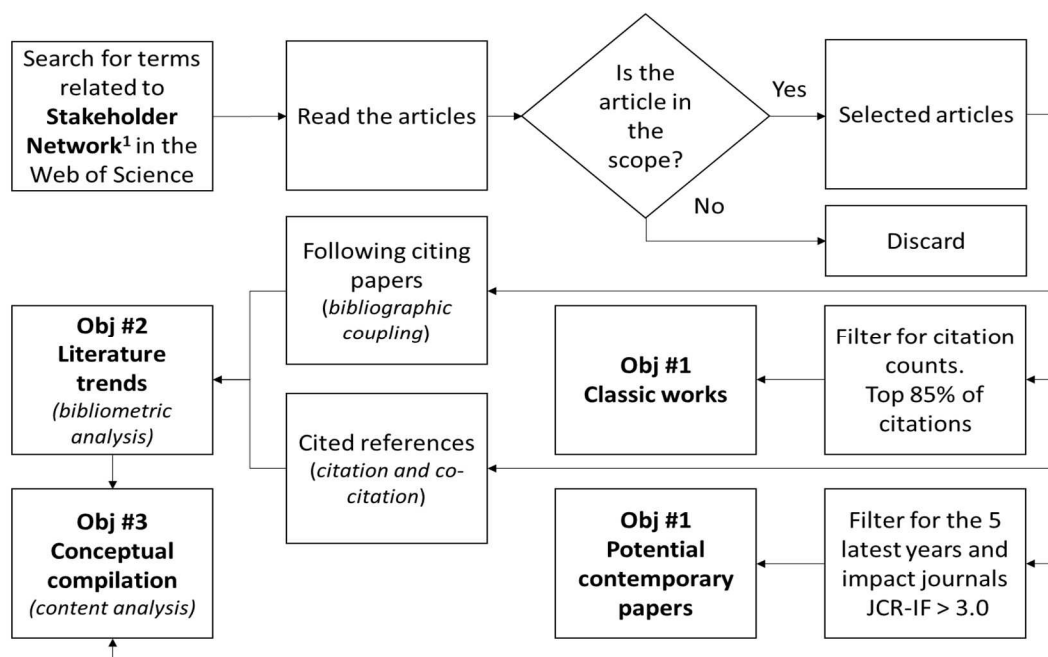 Search for terms
related to
Stakeholder
Network¹ in the
Web of Science
Read the articles
Is the
article in
the
scope?
Yes
No
Selected articles
Discard
Following citing
papers
(bibliographic
coupling)
Obj #2
Literature
trends
(bibliometric
analysis)
Obj #1
Classic works
Filter for citation
counts.
Top 85% of
citations
Cited references
(citation and co-
citation)
Obj #3
Conceptual
compilation
(content analysis)
Obj #1
Potential
contemporary
papers
Filter for the 5
latest years and
impact journals
JCR-IF > 3.0